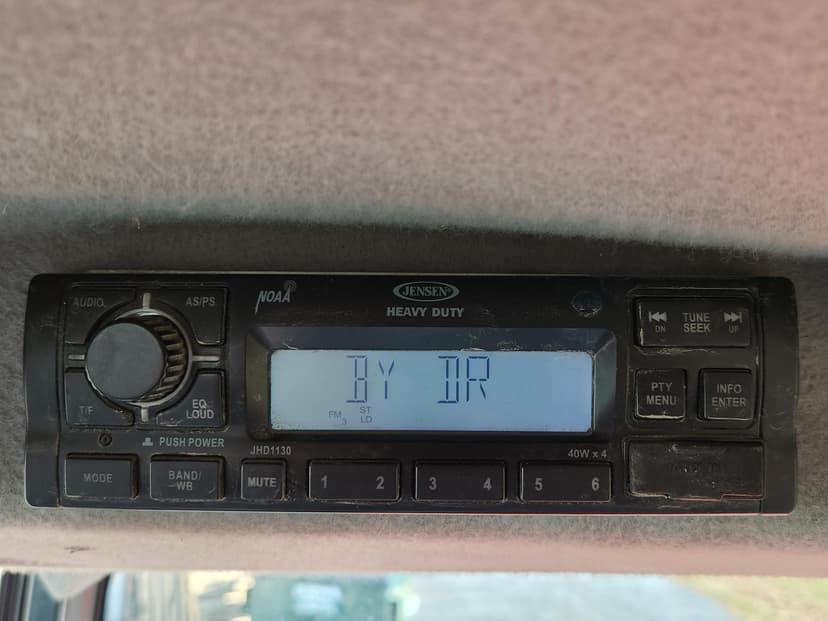 AUDIO
AS/PS
NOAA
JENSEN®
HEAVY DUTY
TUNE
SEEK
DN
UP
BY DR
FM
3
ST
LD
T/F
EQ
LOUD
PTY
MENU
INFO
ENTER
PUSH POWER
JHD1130
40W x 4
MODE
BAND/
WB
MUTE
1 2
3 4
5 6